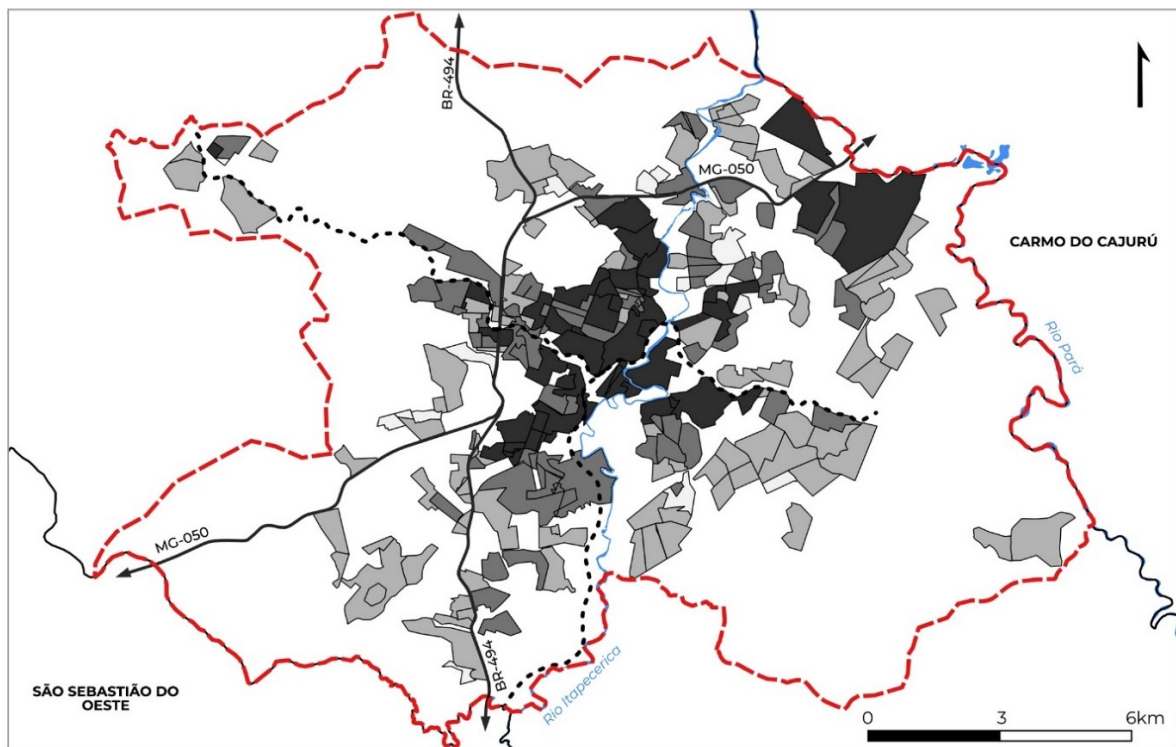 BR-494
MG-050
CARMO DO CAJURÚ
Rio Pará
MG-050
BR-494
Rio Itapecerica
SÃO SEBASTIÃO DO
OESTE
0 3 6km